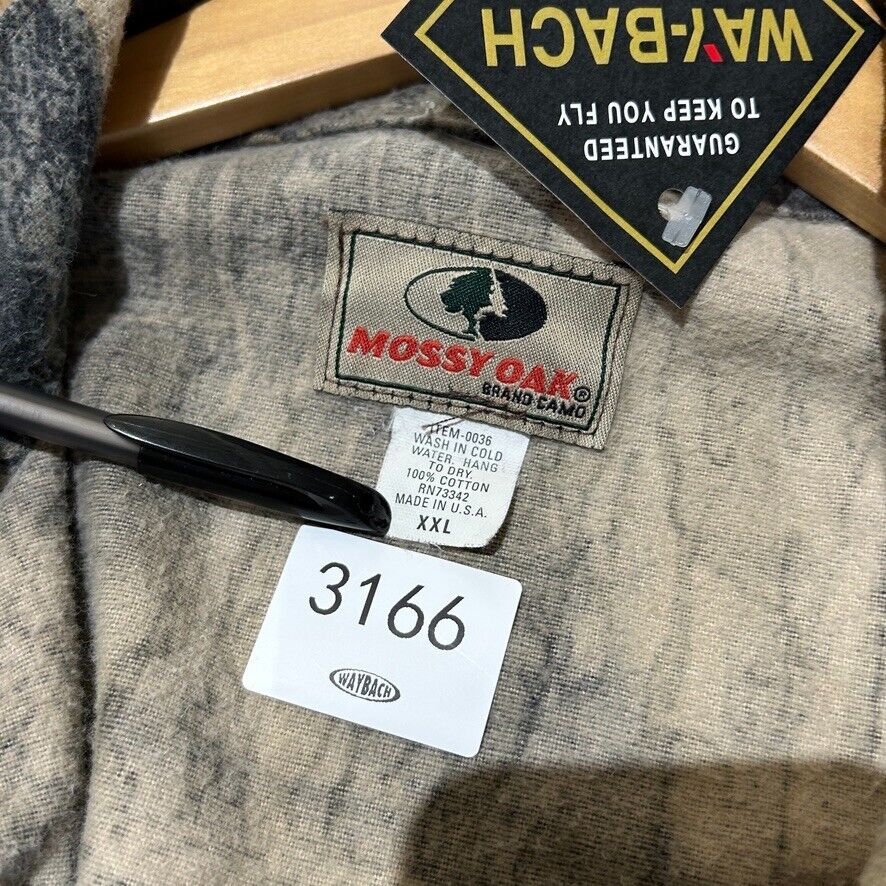 WAY-BACH
TO KEEP YOU FLY
GUARANTEED
MOSSY OAK®
BRAND CAMO
ITEM-0036
WASH IN COLD
WATER, HANG
TO DRY.
100% COTTON
RN73342
MADE IN U.S.A.
XXL
3166
WAYBACH